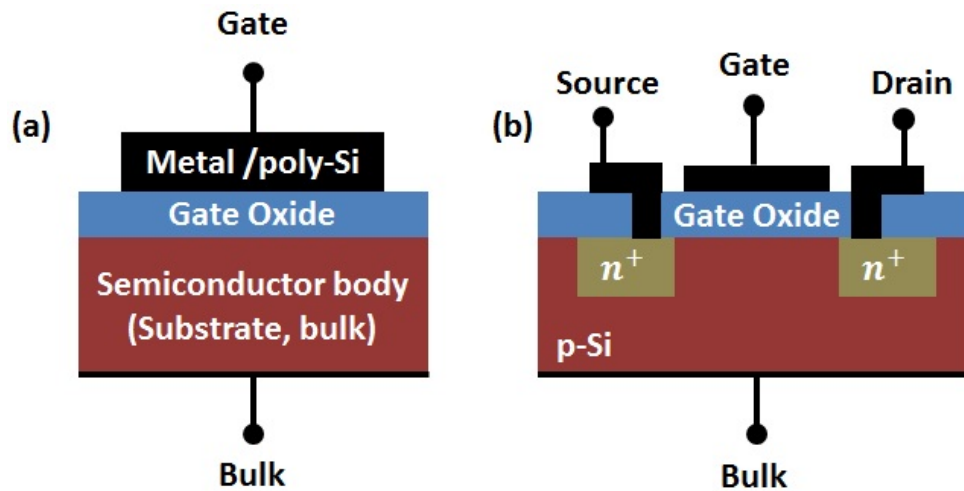 (a)
Gate
Metal /poly-Si
Gate Oxide
Semiconductor body
(Substrate, bulk)
Bulk
(b)
Source
Gate
Drain
Gate Oxide
n⁺
n⁺
p-Si
Bulk